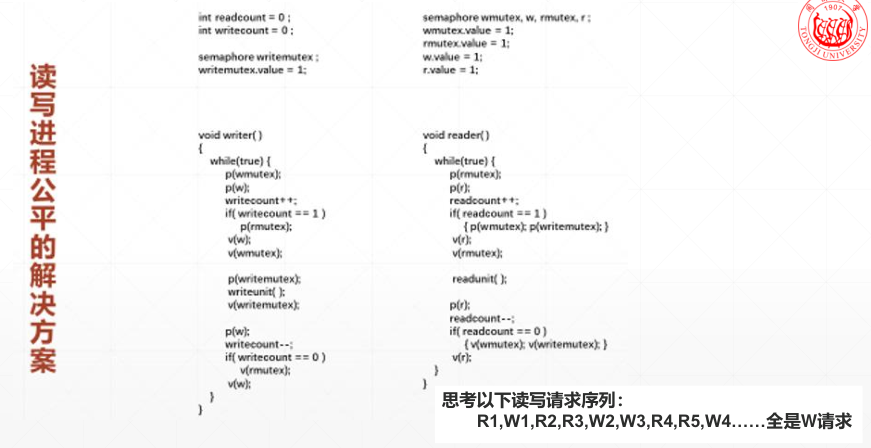 读写进程公平的解决方案
int readcount = 0 ;
int writecount = 0 ;
semaphore writemutex ;
writemutex.value = 1;
semaphore wmutex, w, rmutex, r ;
wmutex.value = 1;
rmutex.value = 1;
w.value = 1;
r.value = 1;
void writer( )
{
while(true) {
p(wmutex);
p(w);
writecount++;
if( writecount == 1 )
p(rmutex);
v(w);
v(wmutex);
p(writemutex);
writeunit( );
v(writemutex);
p(w);
writecount--;
if( writecount == 0 )
v(rmutex);
v(w);
}
}
void reader()
{
while(true) {
p(rmutex);
p(r);
readcount++;
if( readcount == 1 )
{ p(wmutex); p(writemutex); }
v(r);
v(rmutex);
readunit( );
p(r);
readcount--;
if( readcount == 0 )
{ v(wmutex); v(writemutex); }
v(r);
}
}
思考以下读写请求序列：
R1,W1,R2,R3,W2,W3,R4,R5,W4……全是W请求
1907
TONGJI UNIVERSITY